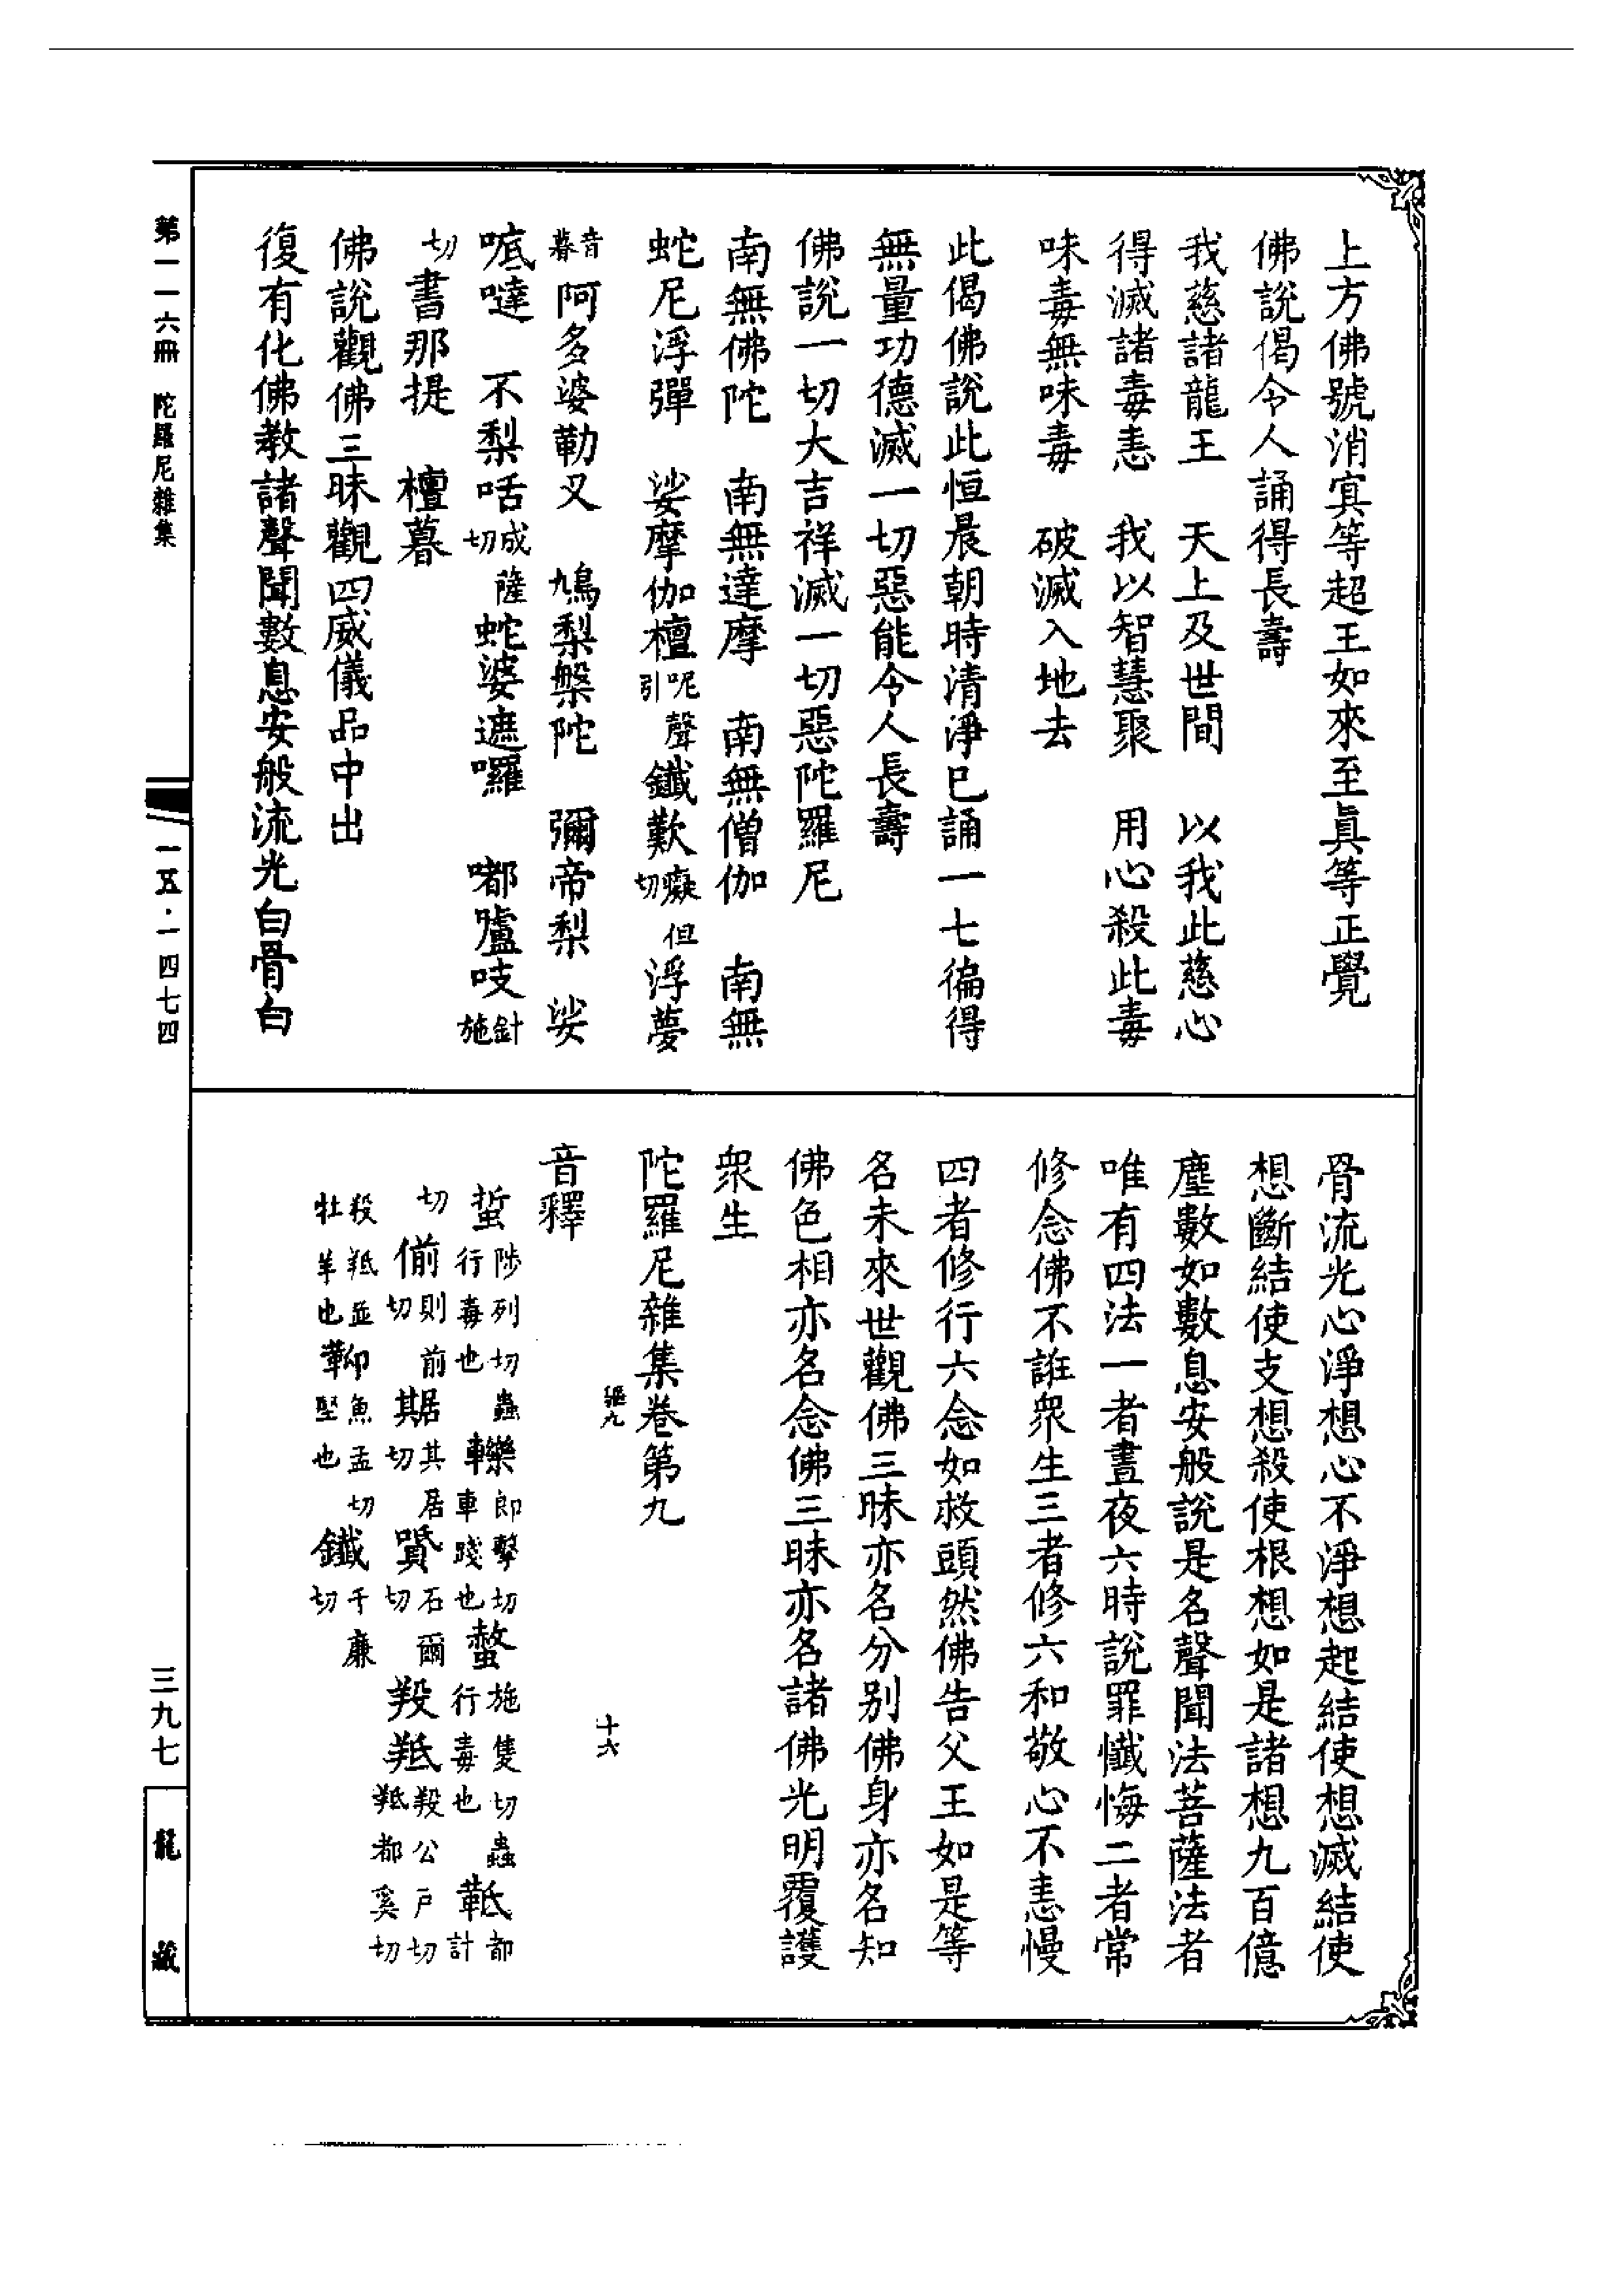 上方佛號消㝠等超王如來至眞等正覺
佛說偈令人誦得長壽
我慈諸龍王　天上及世間　以我此慈心
得滅諸毒恚　我以智慧聚　用心殺此毒
味毒無味毒　破滅入地去
此偈佛說此恒晨朝時清淨已誦一七徧得
無量功德滅一切惡能令人長壽
佛說一切大吉祥滅一切惡陀羅尼
南無佛陀　南無達摩　南無僧伽　南無
蛇尼浮彈　娑摩伽檀呢引聲鐵歎癡切但浮夢
音暮阿多婆勒叉　鳩梨槃陀　彌帝梨　娑
呧噠　不梨咶成切薩蛇婆遮囉　嘟臚吱針施
切書那提　檀暮
佛說觀佛三昧觀四威儀品中出
復有化佛教諸聲聞數息安般流光白骨白
骨流光心淨想心不淨想起結使想滅結使
想斷結使支想殺使根想如是諸想九百億
塵數如數息安般說是名聲聞法菩薩法者
唯有四法一者晝夜六時說罪懺悔二者常
修念佛不誑衆生三者修六和敬心不恚慢
四者修行六念如救頭然佛告父王如是等
名未來世觀佛三昧亦名分別佛身亦名知
佛色相亦名念佛三昧亦名諸佛光明覆護
衆生
陀羅尼雜集卷第九
張九　十六
音釋
蜇陟列切蟲行毒也轢郎擊切車踐也螫施隻切蟲行毒也䩚都計
切偂則前切㞐其居切㗑石爾切羖羝羖公戶切羝都奚切
羖羝並牡羊也䩕魚孟切堅也鐵千廉切
第一一六冊　陀羅尼雜集
一五·一四七四
三九七
龍藏